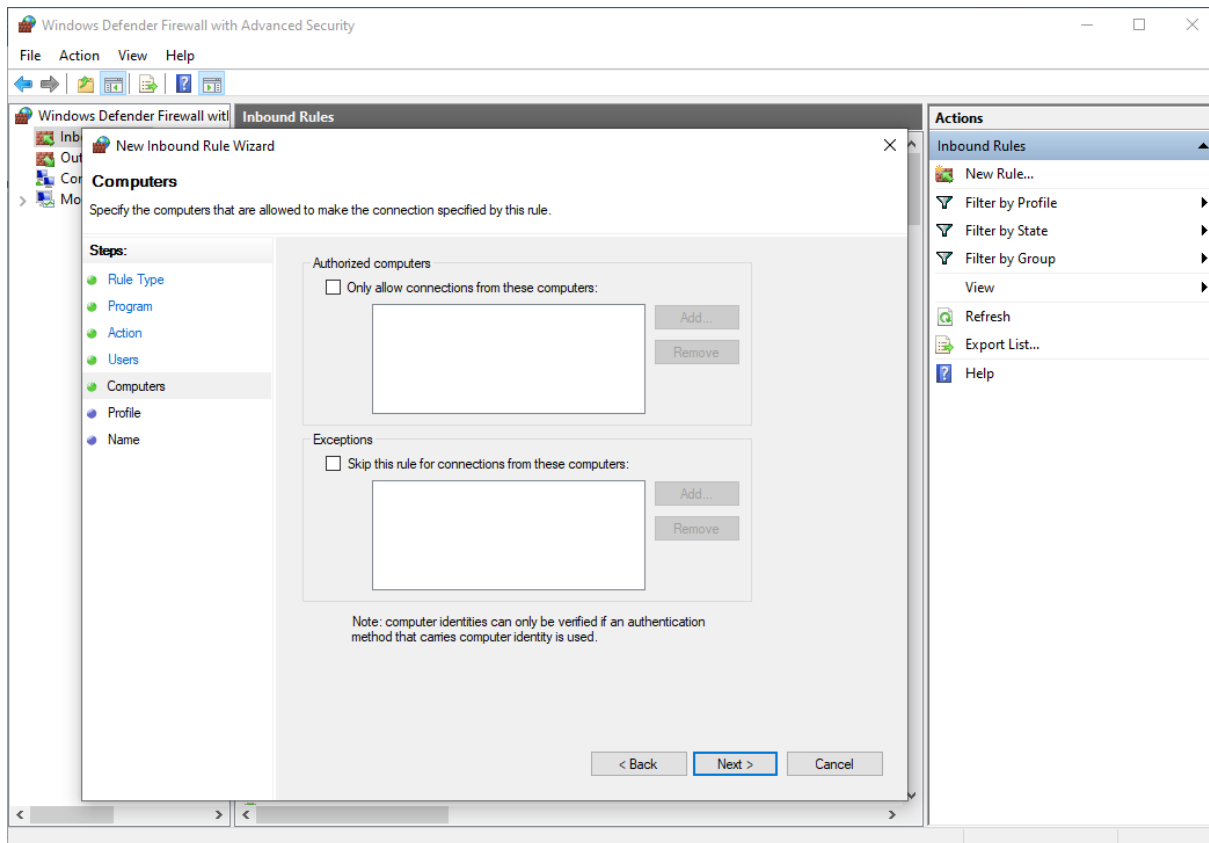 Windows Defender Firewall with Advanced Security
File Action View Help
Windows Defender Firewall witl
Inb
Out
Cor
Mo
Inbound Rules
New Inbound Rule Wizard
Computers
Specify the computers that are allowed to make the connection specified by this rule.
Steps:
Rule Type
Program
Action
Users
Computers
Profile
Name
Authorized computers
Only allow connections from these computers:
Add...
Remove
Exceptions
Skip this rule for connections from these computers:
Add...
Remove
Note: computer identities can only be verified if an authentication
method that carries computer identity is used.
< Back Next > Cancel
Actions
Inbound Rules
New Rule...
Filter by Profile
Filter by State
Filter by Group
View
Refresh
Export List...
Help